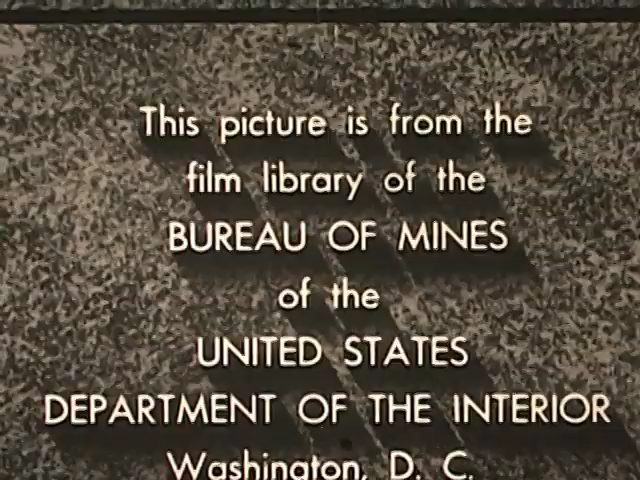 This picture is from the
film library of the
BUREAU OF MINES
of the
UNITED STATES
DEPARTMENT OF THE INTERIOR
Washington, D. C.